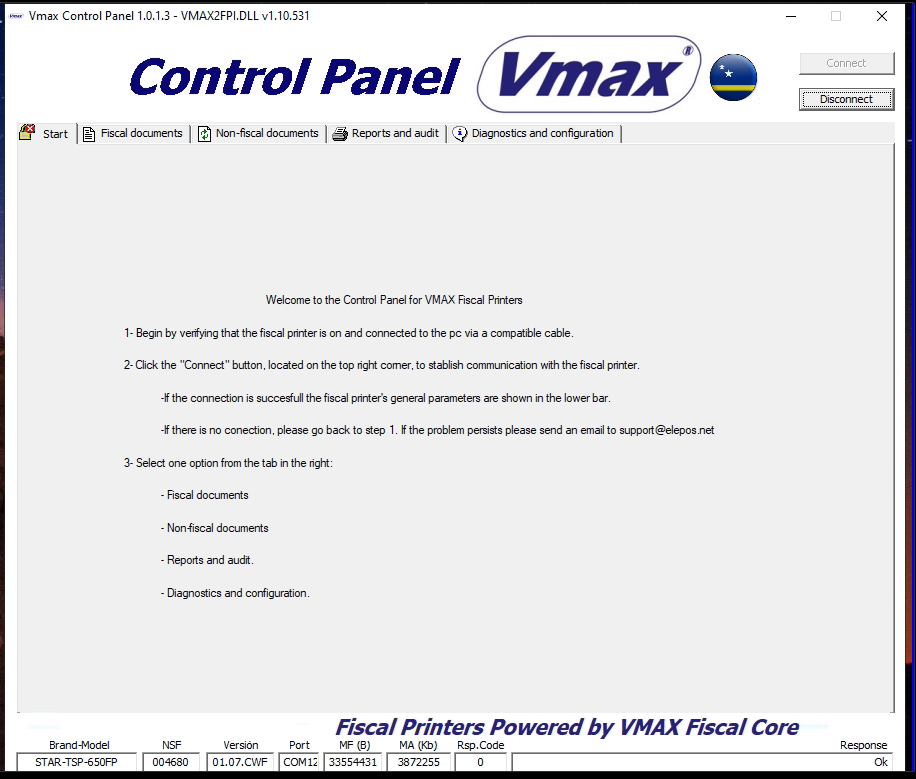 Vmax Control Panel 1.0.1.3 - VMAX2FPI.DLL v1.10.531
Control Panel
Vmax®
Connect
Disconnect
Start
Fiscal documents
Non-fiscal documents
Reports and audit
Diagnostics and configuration
Welcome to the Control Panel for VMAX Fiscal Printers
1- Begin by verifying that the fiscal printer is on and connected to the pc via a compatible cable.
2- Click the "Connect" button, located on the top right corner, to stablish communication with the fiscal printer.
-If the connection is succesfull the fiscal printer's general parameters are shown in the lower bar.
-If there is no conection, please go back to step 1. If the problem persists please send an email to support@elepos.net
3- Select one option from the tab in the right:
- Fiscal documents
- Non-fiscal documents
- Reports and audit.
- Diagnostics and configuration.
Fiscal Printers Powered by VMAX Fiscal Core
Brand-Model NSF Versión Port MF (B) MA (Kb) Rsp.Code Response
STAR-TSP-650FP 004680 01.07.CWF COM12 33554431 3872255 0 Ok